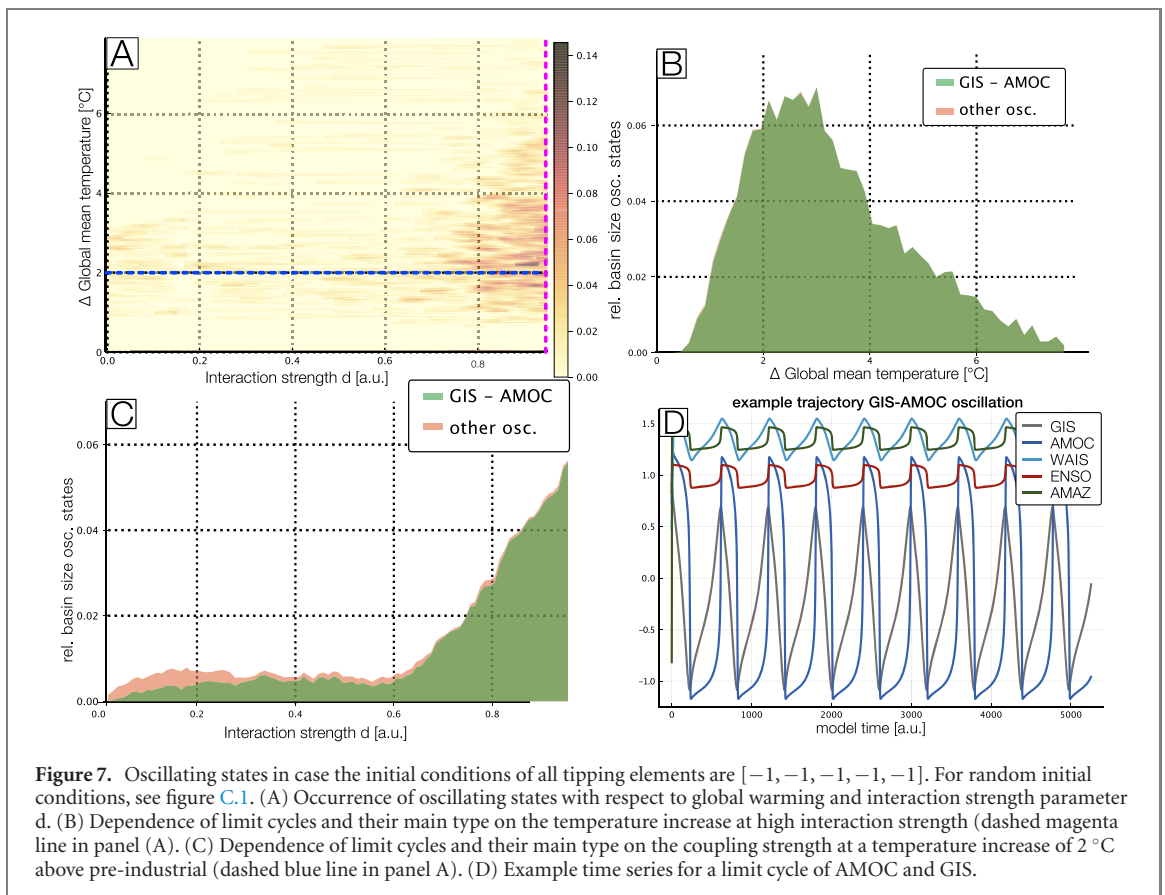 A
Δ Global mean temperature [°C]
6
4
2
0
0.0 0.2 0.4 0.6 0.8
Interaction strength d [a.u.]
0.14
0.12
0.10
0.08
0.06
0.04
0.02
0.00
B
GIS – AMOC
other osc.
rel. basin size osc. states
0.06
0.04
0.02
0.00
0 2 4 6
Δ Global mean temperature [°C]
C
GIS – AMOC
other osc.
rel. basin size osc. states
0.06
0.04
0.02
0.00
0.0 0.2 0.4 0.6 0.8
Interaction strength d [a.u.]
example trajectory GIS-AMOC oscillation
D
GIS
AMOC
WAIS
ENSO
AMAZ
1.5
1.0
0.5
0.0
−0.5
−1.0
0 1000 2000 3000 4000 5000
model time [a.u.]
Figure 7. Oscillating states in case the initial conditions of all tipping elements are [−1, −1, −1, −1, −1]. For random initial
conditions, see figure C.1. (A) Occurrence of oscillating states with respect to global warming and interaction strength parameter
d. (B) Dependence of limit cycles and their main type on the temperature increase at high interaction strength (dashed magenta
line in panel (A). (C) Dependence of limit cycles and their main type on the coupling strength at a temperature increase of 2 °C
above pre-industrial (dashed blue line in panel A). (D) Example time series for a limit cycle of AMOC and GIS.